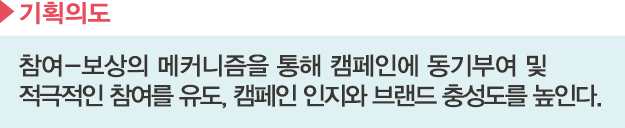 기획의도
참여-보상의 메커니즘을 통해 캠페인에 동기부여 및
적극적인 참여를 유도, 캠페인 인지와 브랜드 충성도를 높인다.